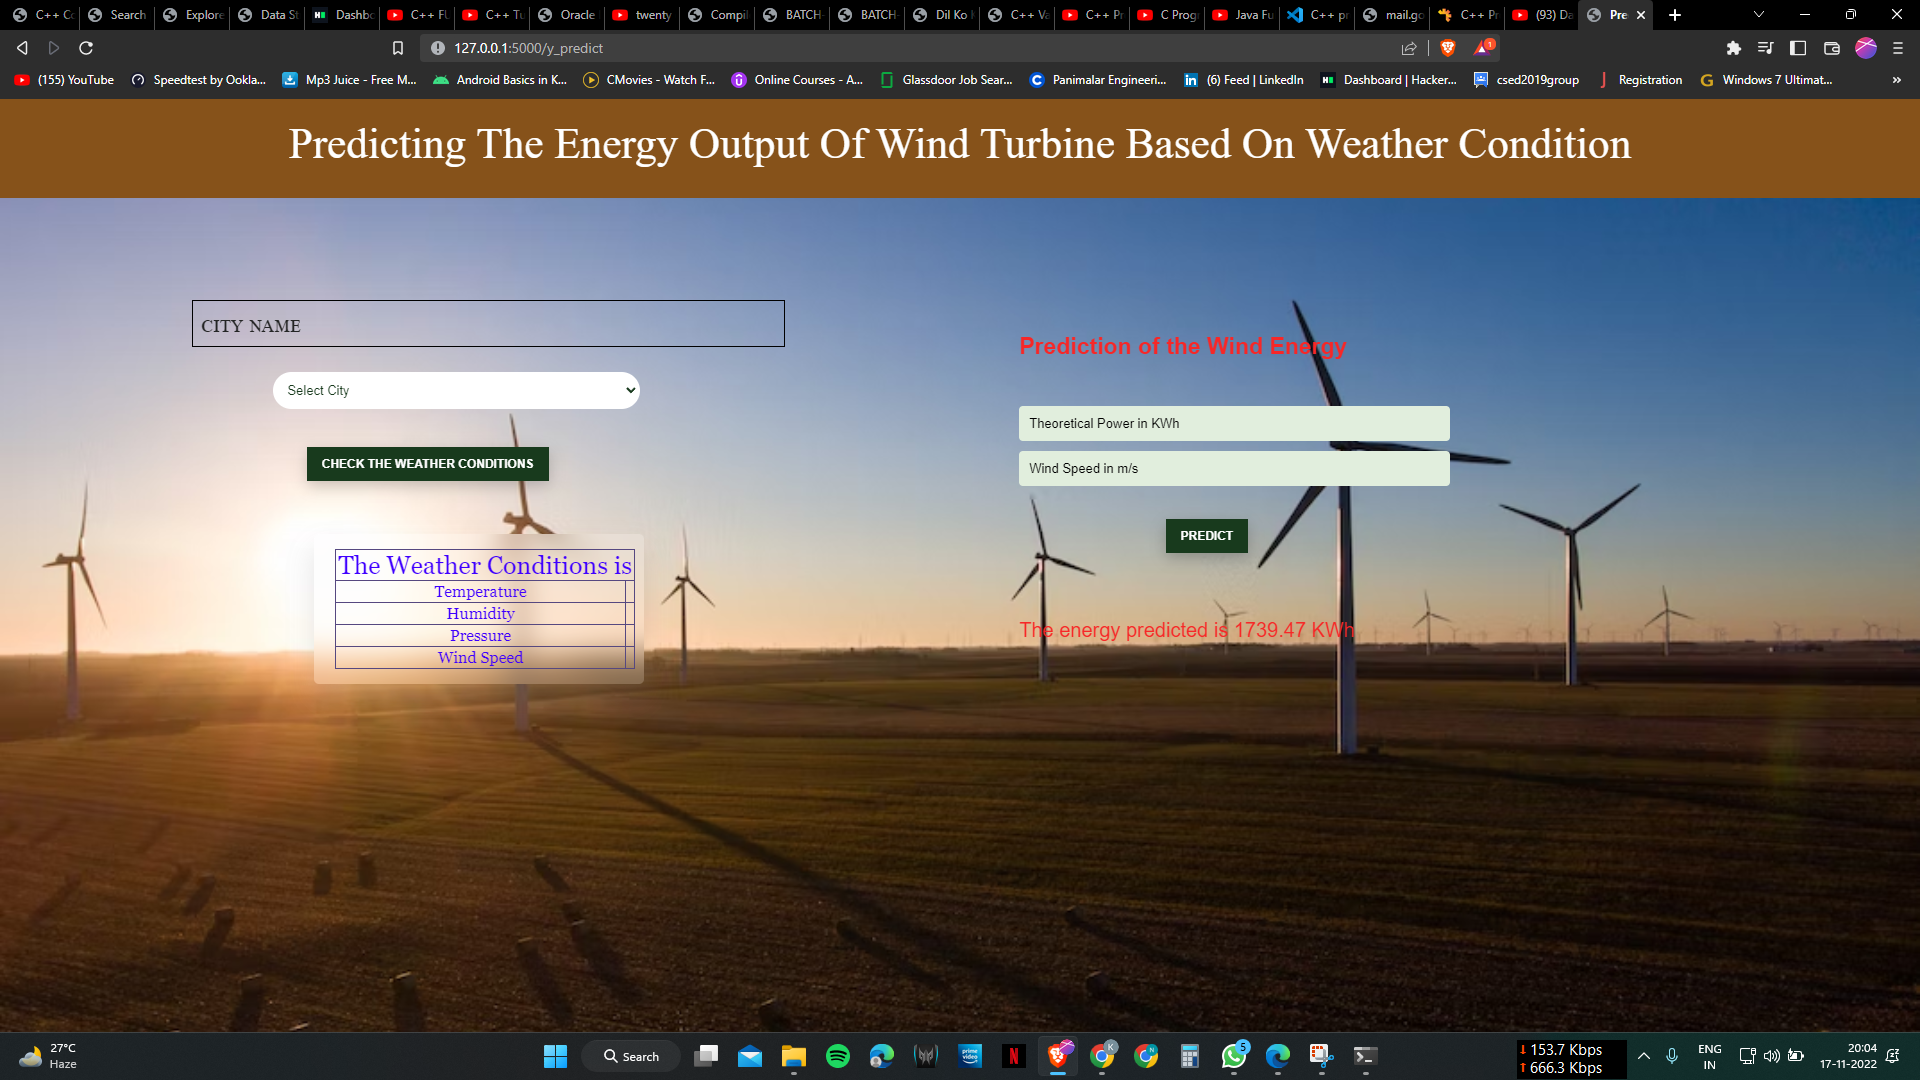 C++ Co
Search
Explore
Data St
Dashbo
C++ FU
C++ Tu
Oracle
twenty
Compil
BATCH
BATCH
Dil Ko
C++ Va
C++ Pr
C Prog
Java Fu
C++ pr
mail.go
C++ Pr
(93) Da
Pre
127.0.0.1:5000/y_predict
1
(155) YouTube
Speedtest by Ookla...
Mp3 Juice - Free M...
Android Basics in K...
CMovies - Watch F...
Online Courses - A...
Glassdoor Job Sear...
Panimalar Engineeri...
(6) Feed | LinkedIn
Dashboard | Hacker...
csed2019group
Registration
Windows 7 Ultimat...
»
Predicting The Energy Output Of Wind Turbine Based On Weather Condition
CITY NAME
Select City
CHECK THE WEATHER CONDITIONS
The Weather Conditions is
Temperature
Humidity
Pressure
Wind Speed
Prediction of the Wind Energy
Theoretical Power in KWh
Wind Speed in m/s
PREDICT
The energy predicted is 1739.47 KWh
27°C
Haze
Search
prime video
N
K
5
153.7 Kbps
666.3 Kbps
ENG
IN
20:04
17-11-2022